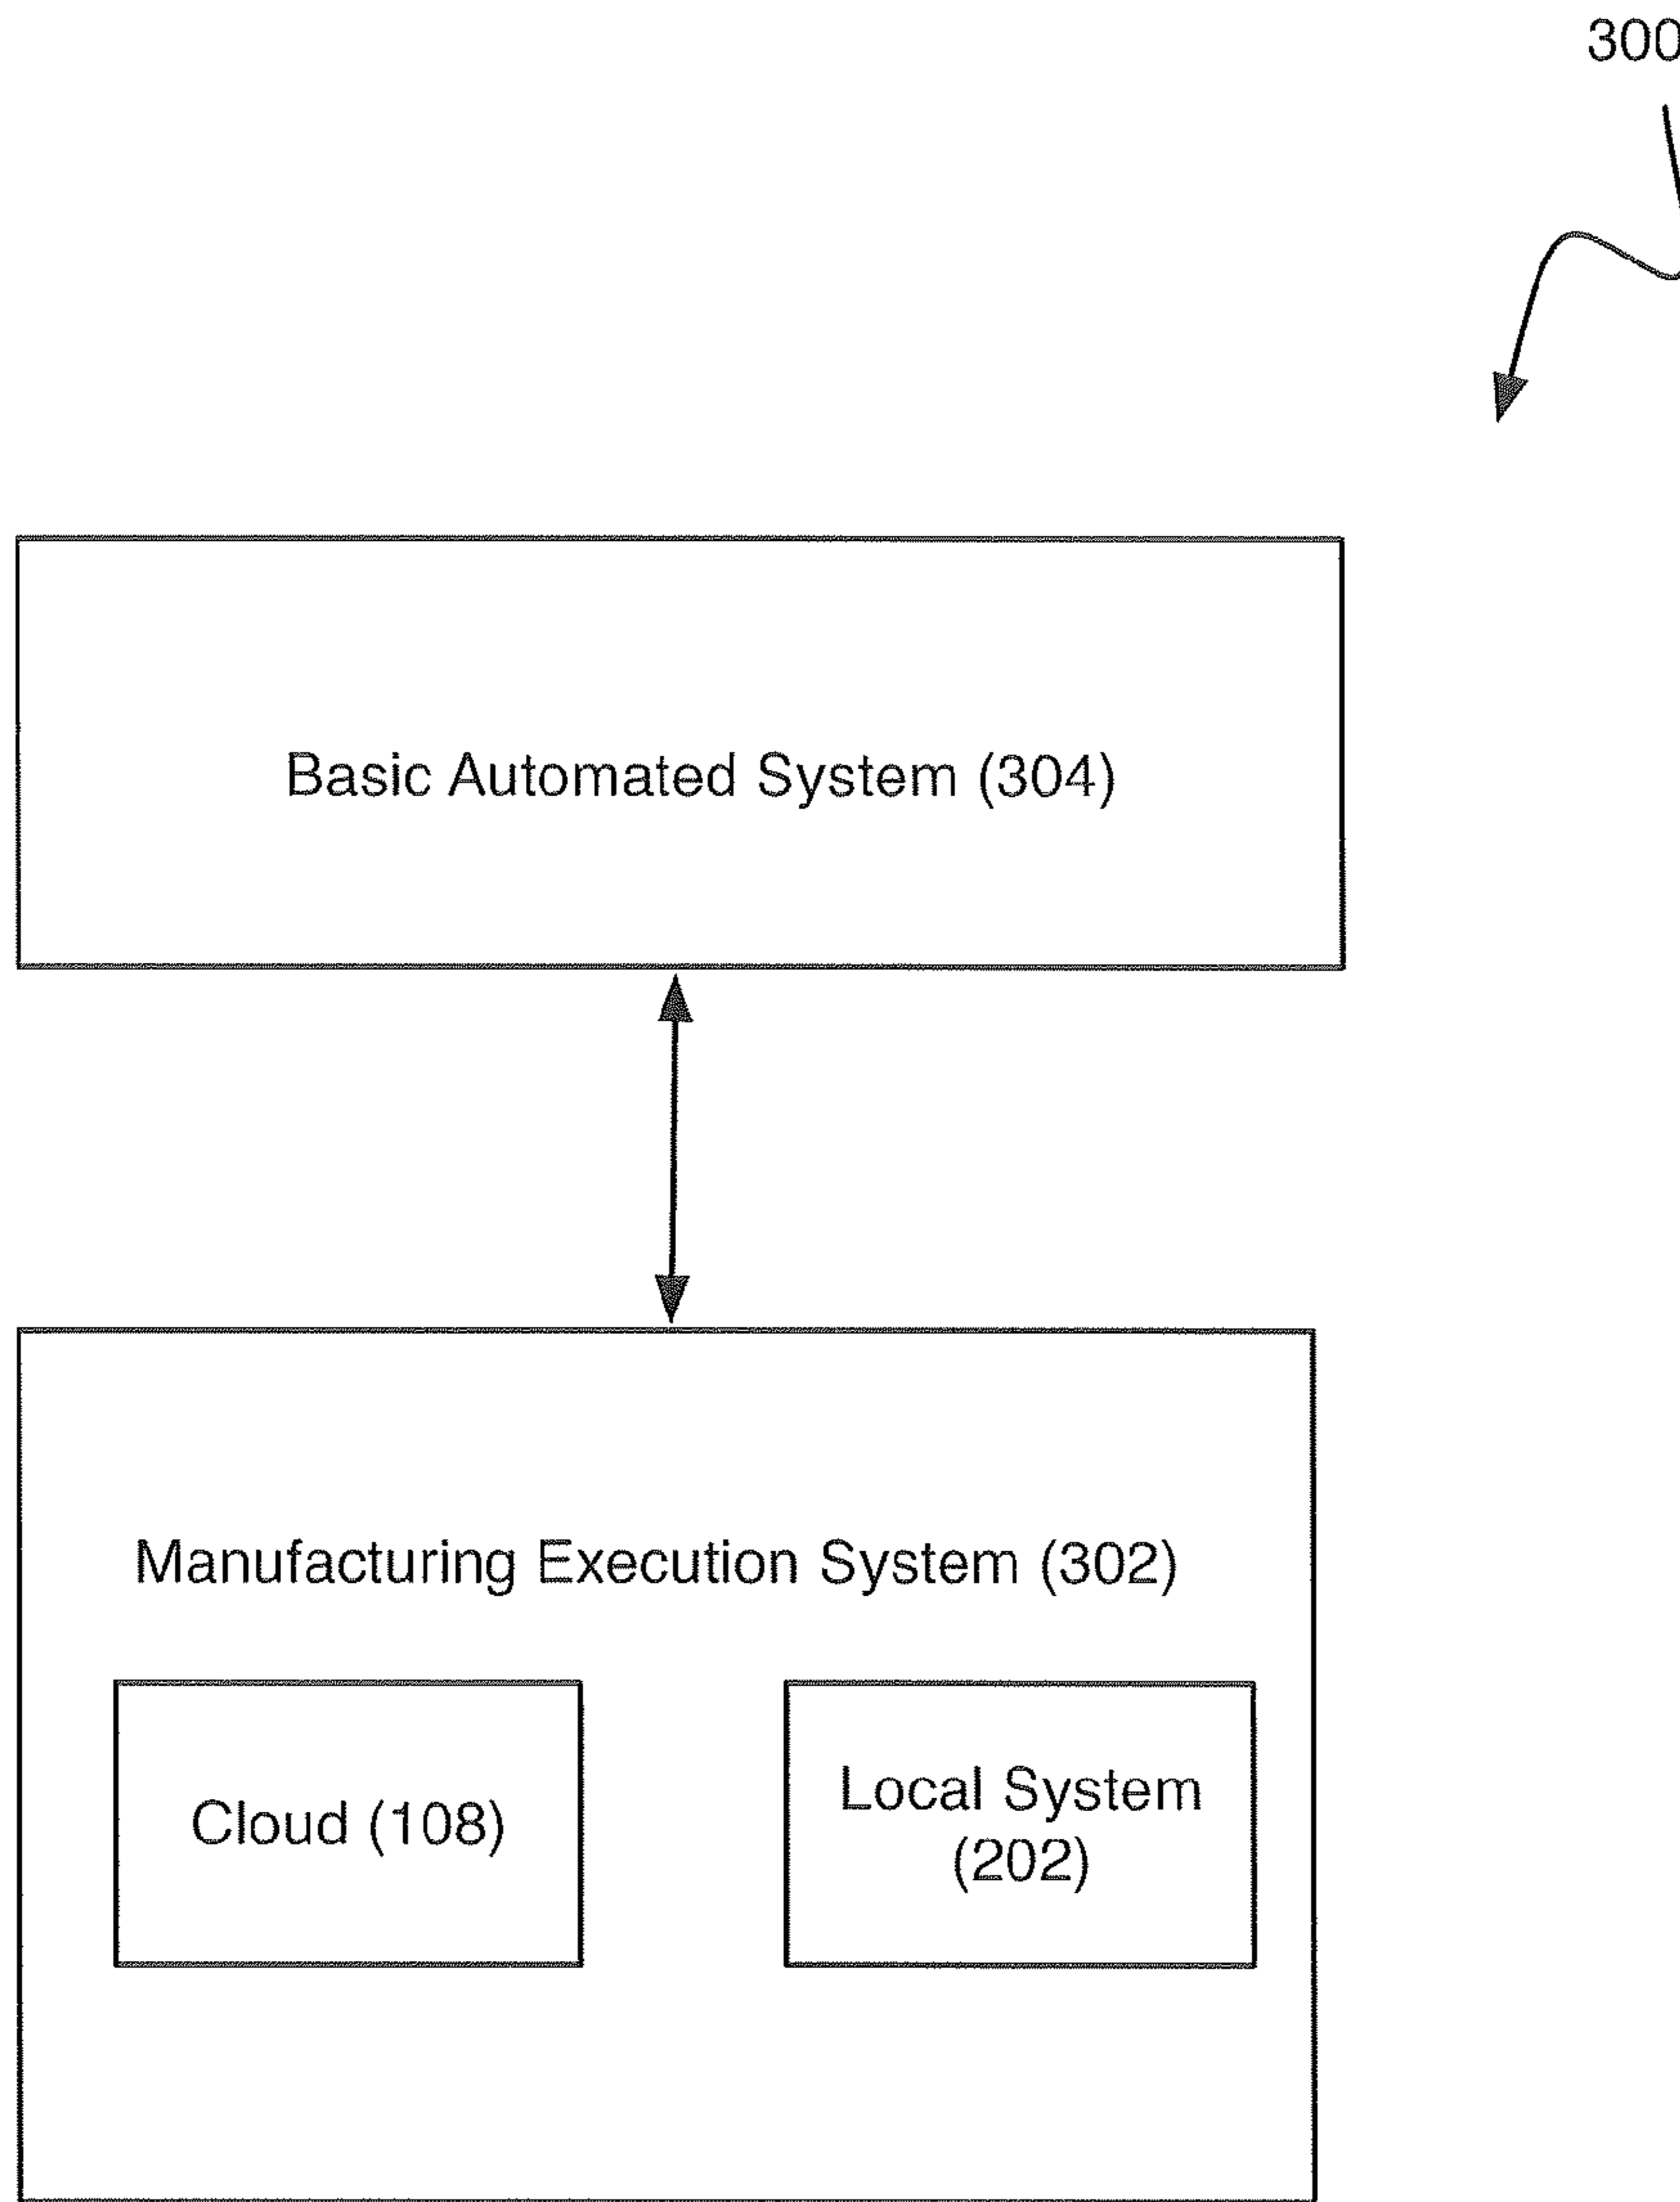 300
Basic Automated System (304)
Manufacturing Execution System (302)
Cloud (108)
Local System
(202)